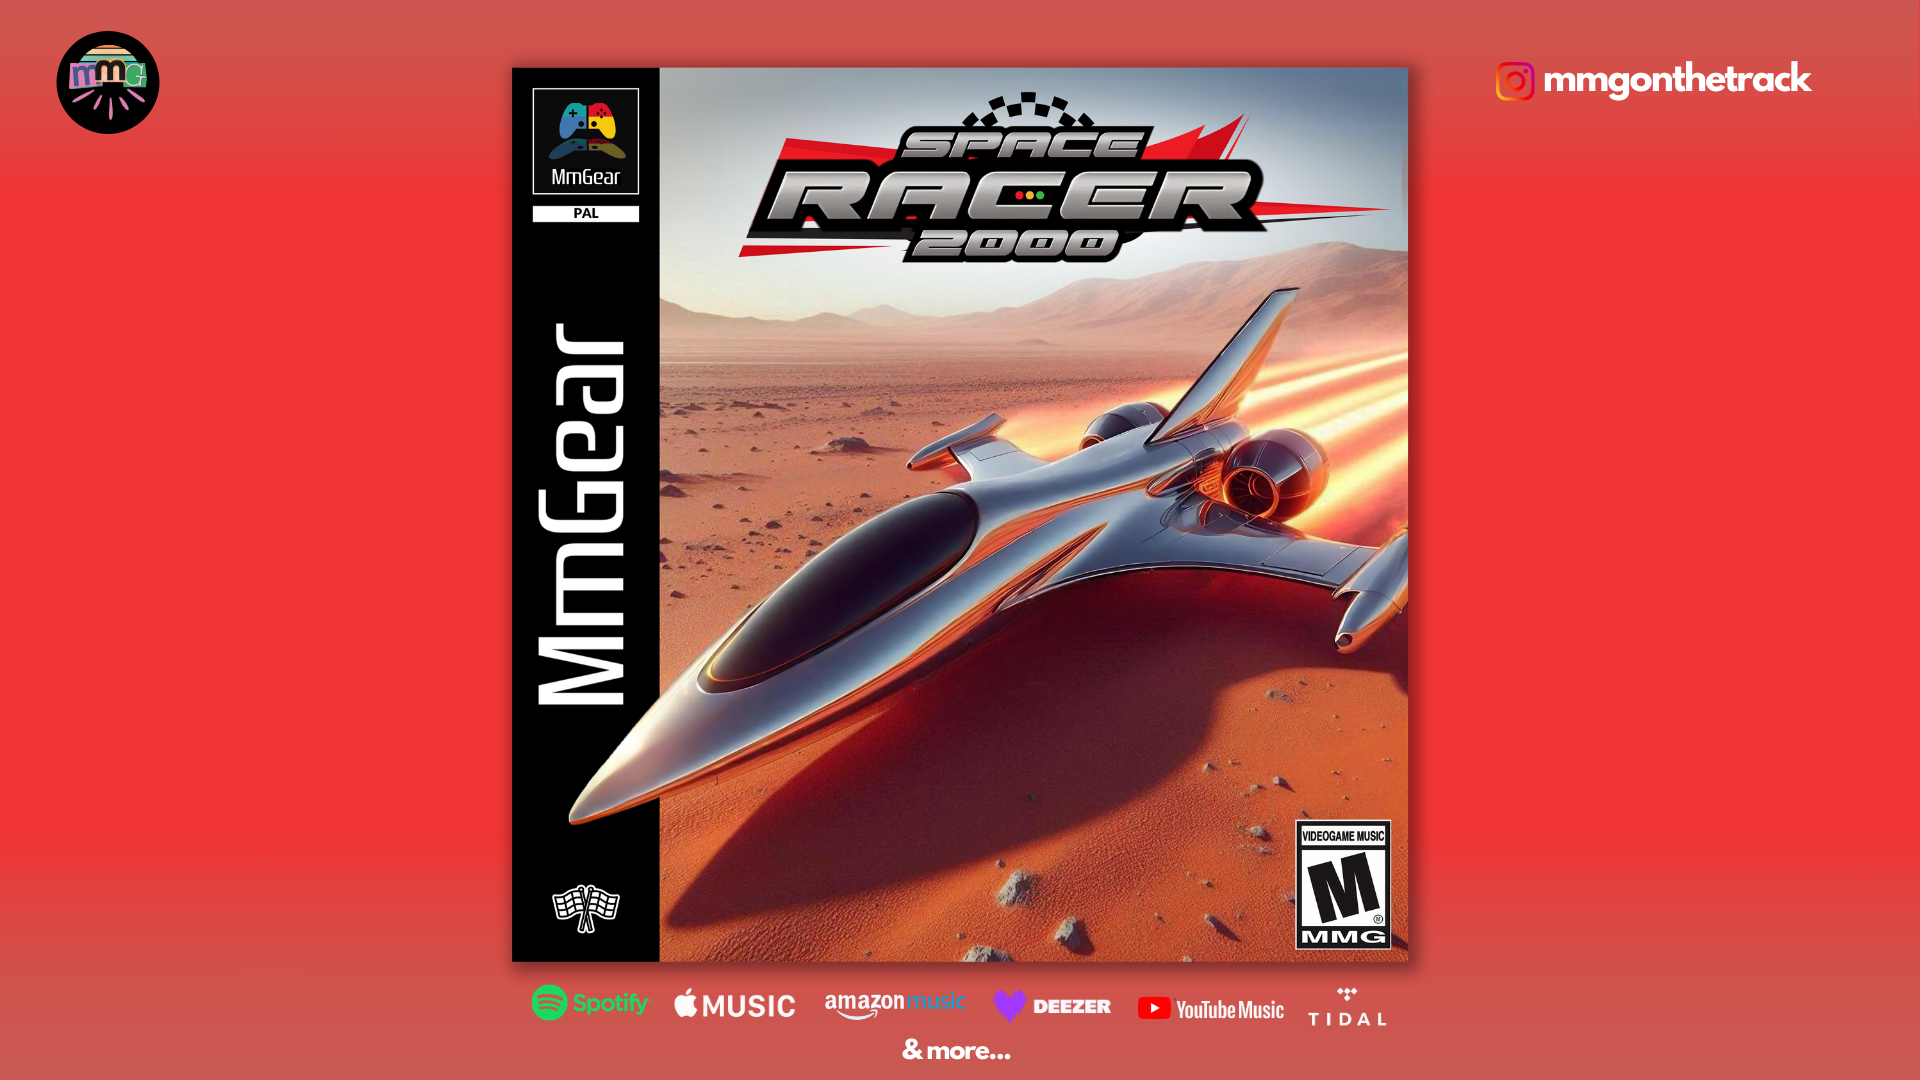 mmG
mmgonthetrack
MmGear
PAL
MmGear
SPACE
RACER
2000
VIDEOGAME MUSIC
M
®
MMG
Spotify
MUSIC
amazon music
DEEZER
YouTube Music
TIDAL
& more...